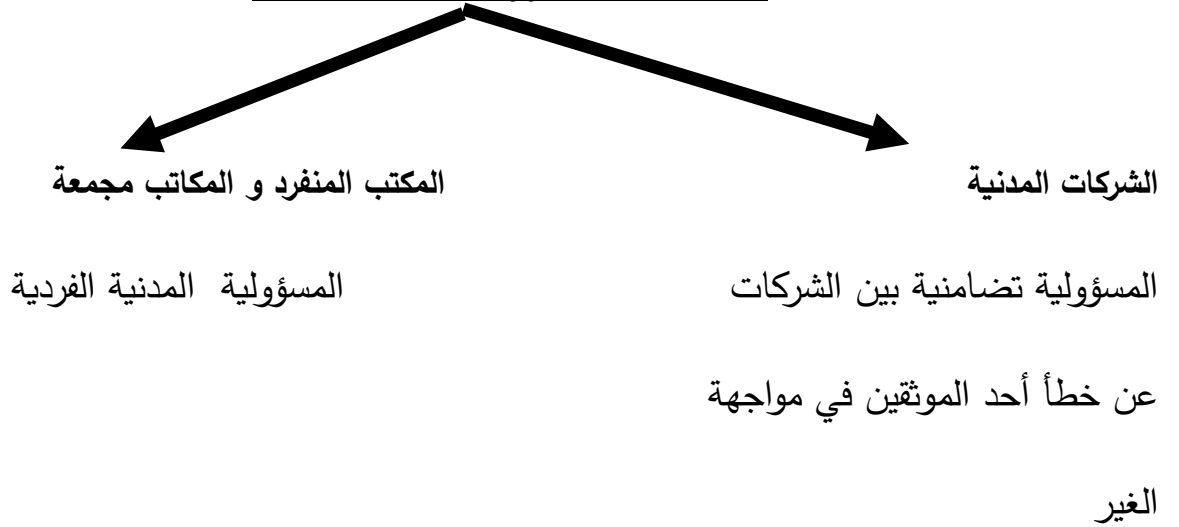 الشركات المدنية
المكتب المنفرد و المكاتب مجمعة
المسؤولية تضامنية بين الشركات
المسؤولية المدنية الفردية
عن خطأ أحد الموثقين في مواجهة
الغير